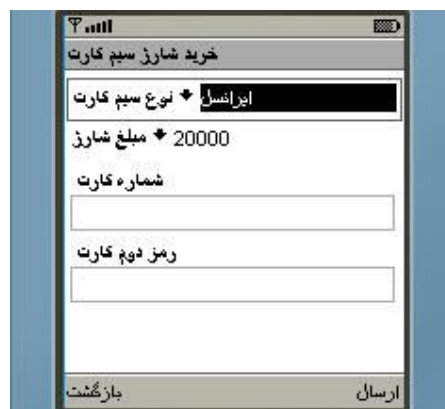 خرید شارژ سیم کارت
نوع سیم کارت ایرانسل
مبلغ شارژ 20000
شماره کارت
رمز دوم کارت
ارسال بازگشت